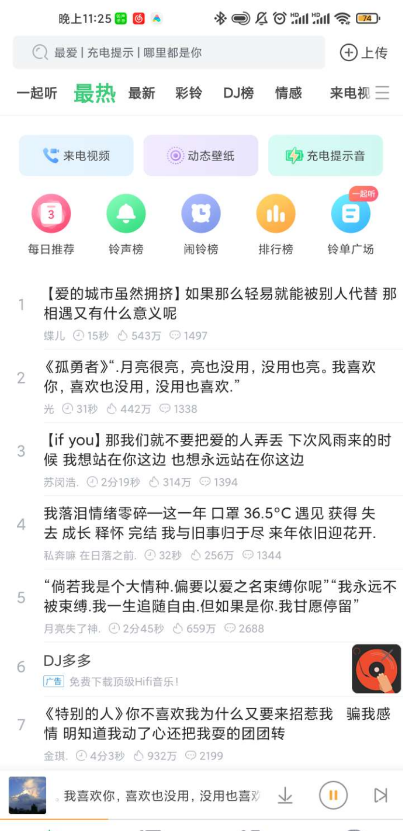 晚上11:25
74
最爱 | 充电提示 | 哪里都是你
上传
一起听 最热 最新 彩铃 DJ榜 情感 来电视
来电视频 动态壁纸 充电提示音
3
一起听
每日推荐 铃声榜 闹铃榜 排行榜 铃单广场
1
【爱的城市虽然拥挤】如果那么轻易就能被别人代替 那
相遇又有什么意义呢
蝶儿 15秒 543万 1497
2
《孤勇者》“.月亮很亮，亮也没用，没用也亮。我喜欢
你，喜欢也没用，没用也喜欢.”
光 31秒 442万 1338
3
【if you】那我们就不要把爱的人弄丢 下次风雨来的时
候 我想站在你这边 也想永远站在你这边
苏闵浩. 2分19秒 314万 1394
4
我落泪情绪零碎—这一年 口罩 36.5°C 遇见 获得 失
去 成长 释怀 完结 我与旧事归于尽 来年依旧迎花开.
私奔嘛 在日落之前. 32秒 256万 1344
5
“倘若我是个大情种.偏要以爱之名束缚你呢”“我永远不
被束缚.我一生追随自由.但如果是你.我甘愿停留”
月亮失了神. 2分45秒 659万 2688
6
DJ多多
广告 免费下载顶级Hifi音乐！
7
《特别的人》你不喜欢我为什么又要来招惹我 骗我感
情 明知道我动了心还把我耍的团团转
金琪. 4分3秒 932万 2199
，我喜欢你，喜欢也没用，没用也喜欢